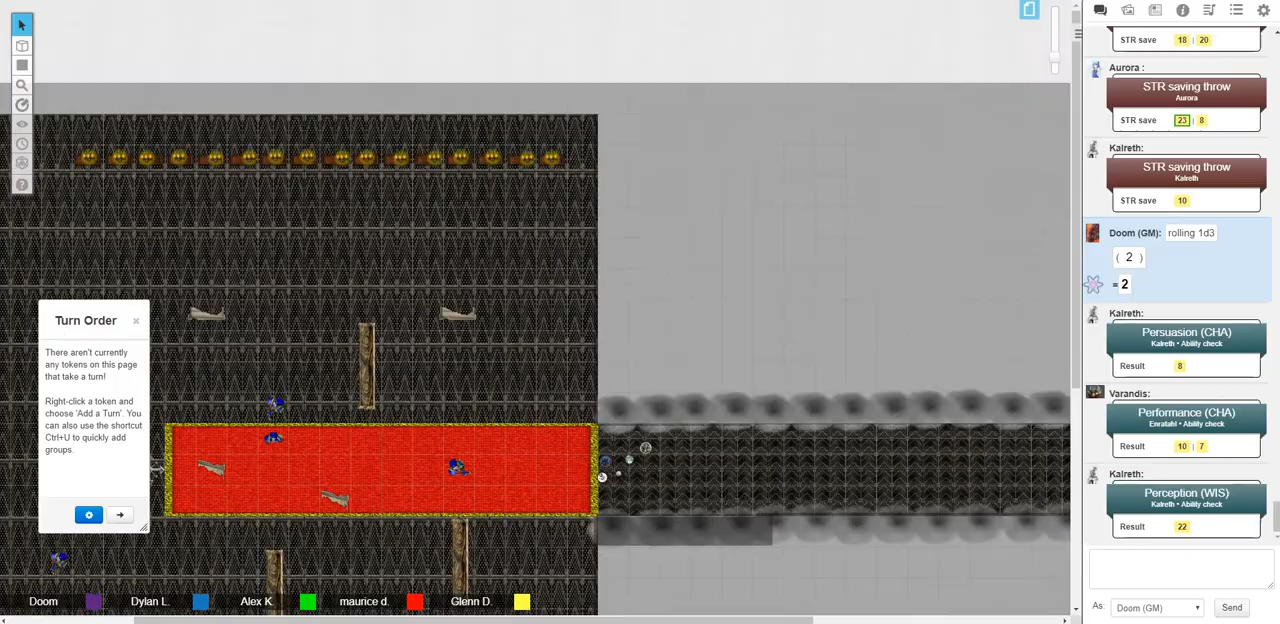 STR save 18 | 20
Aurora :
STR saving throw
Aurora
STR save 23 | 8
Kalreth:
STR saving throw
Kalreth
STR save 10
Doom (GM): rolling 1d3
( 2 )
= 2
Kalreth:
Persuasion (CHA)
Kalreth • Ability check
Result 8
Varandis:
Performance (CHA)
Enratahl • Ability check
Result 10 | 7
Kalreth:
Perception (WIS)
Kalreth • Ability check
Result 22
As: Doom (GM) Send
Turn Order ×
There aren't currently
any tokens on this page
that take a turn!
Right-click a token and
choose 'Add a Turn'. You
can also use the shortcut
Ctrl+U to quickly add
groups.
Doom Dylan L. Alex K. maurice d. Glenn D.